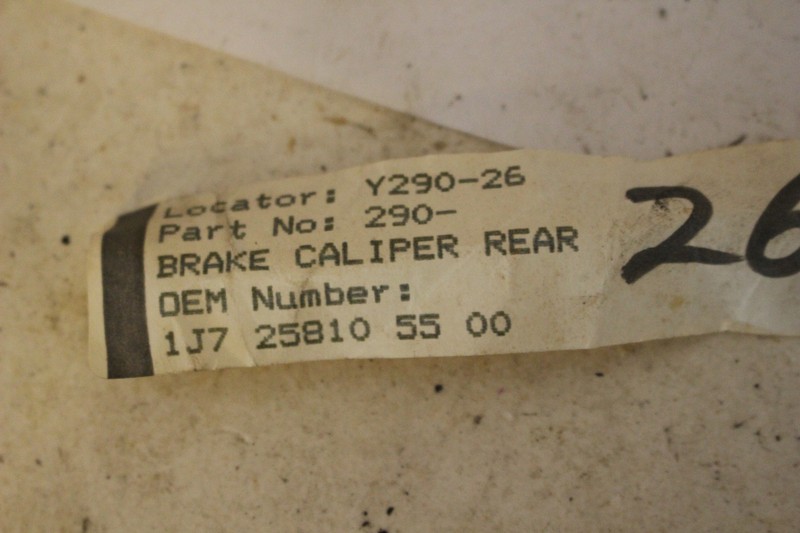 Locator: Y290-26
Part No: 290-
BRAKE CALIPER REAR
OEM Number:
1J7 25810 55 00
26